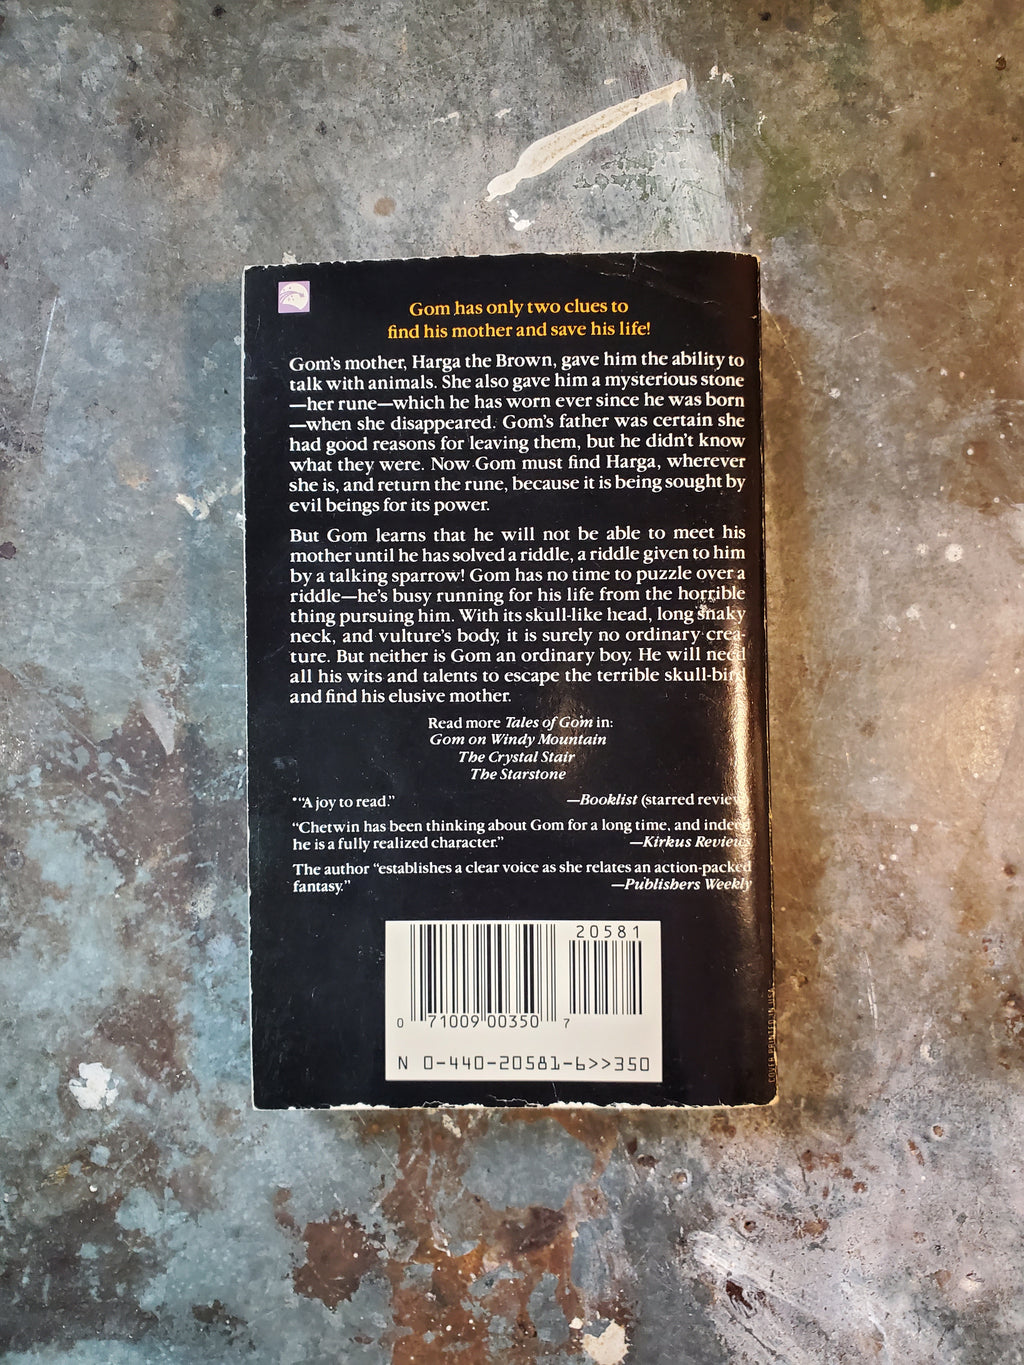 Gom has only two clues to
find his mother and save his life!
Gom's mother, Harga the Brown, gave him the ability to
talk with animals. She also gave him a mysterious stone
—her rune—which he has worn ever since he was born
—when she disappeared. Gom's father was certain she
had good reasons for leaving them, but he didn't know
what they were. Now Gom must find Harga, wherever
she is, and return the rune, because it is being sought by
evil beings for its power.
But Gom learns that he will not be able to meet his
mother until he has solved a riddle, a riddle given to him
by a talking sparrow! Gom has no time to puzzle over a
riddle—he's busy running for his life from the horrible
thing pursuing him. With its skull-like head, long snaky
neck, and vulture's body, it is surely no ordinary crea-
ture. But neither is Gom an ordinary boy. He will need
all his wits and talents to escape the terrible skull-bird
and find his elusive mother.
Read more Tales of Gom in:
Gom on Windy Mountain
The Crystal Stair
The Starstone
*"A joy to read." —Booklist (starred review)
"Chetwin has been thinking about Gom for a long time, and indeed
he is a fully realized character." —Kirkus Reviews
The author "establishes a clear voice as she relates an action-packed
fantasy." —Publishers Weekly
20581
0 71009 00350 7
N 0-440-20581-6>>350
COVER PRINTED IN USA